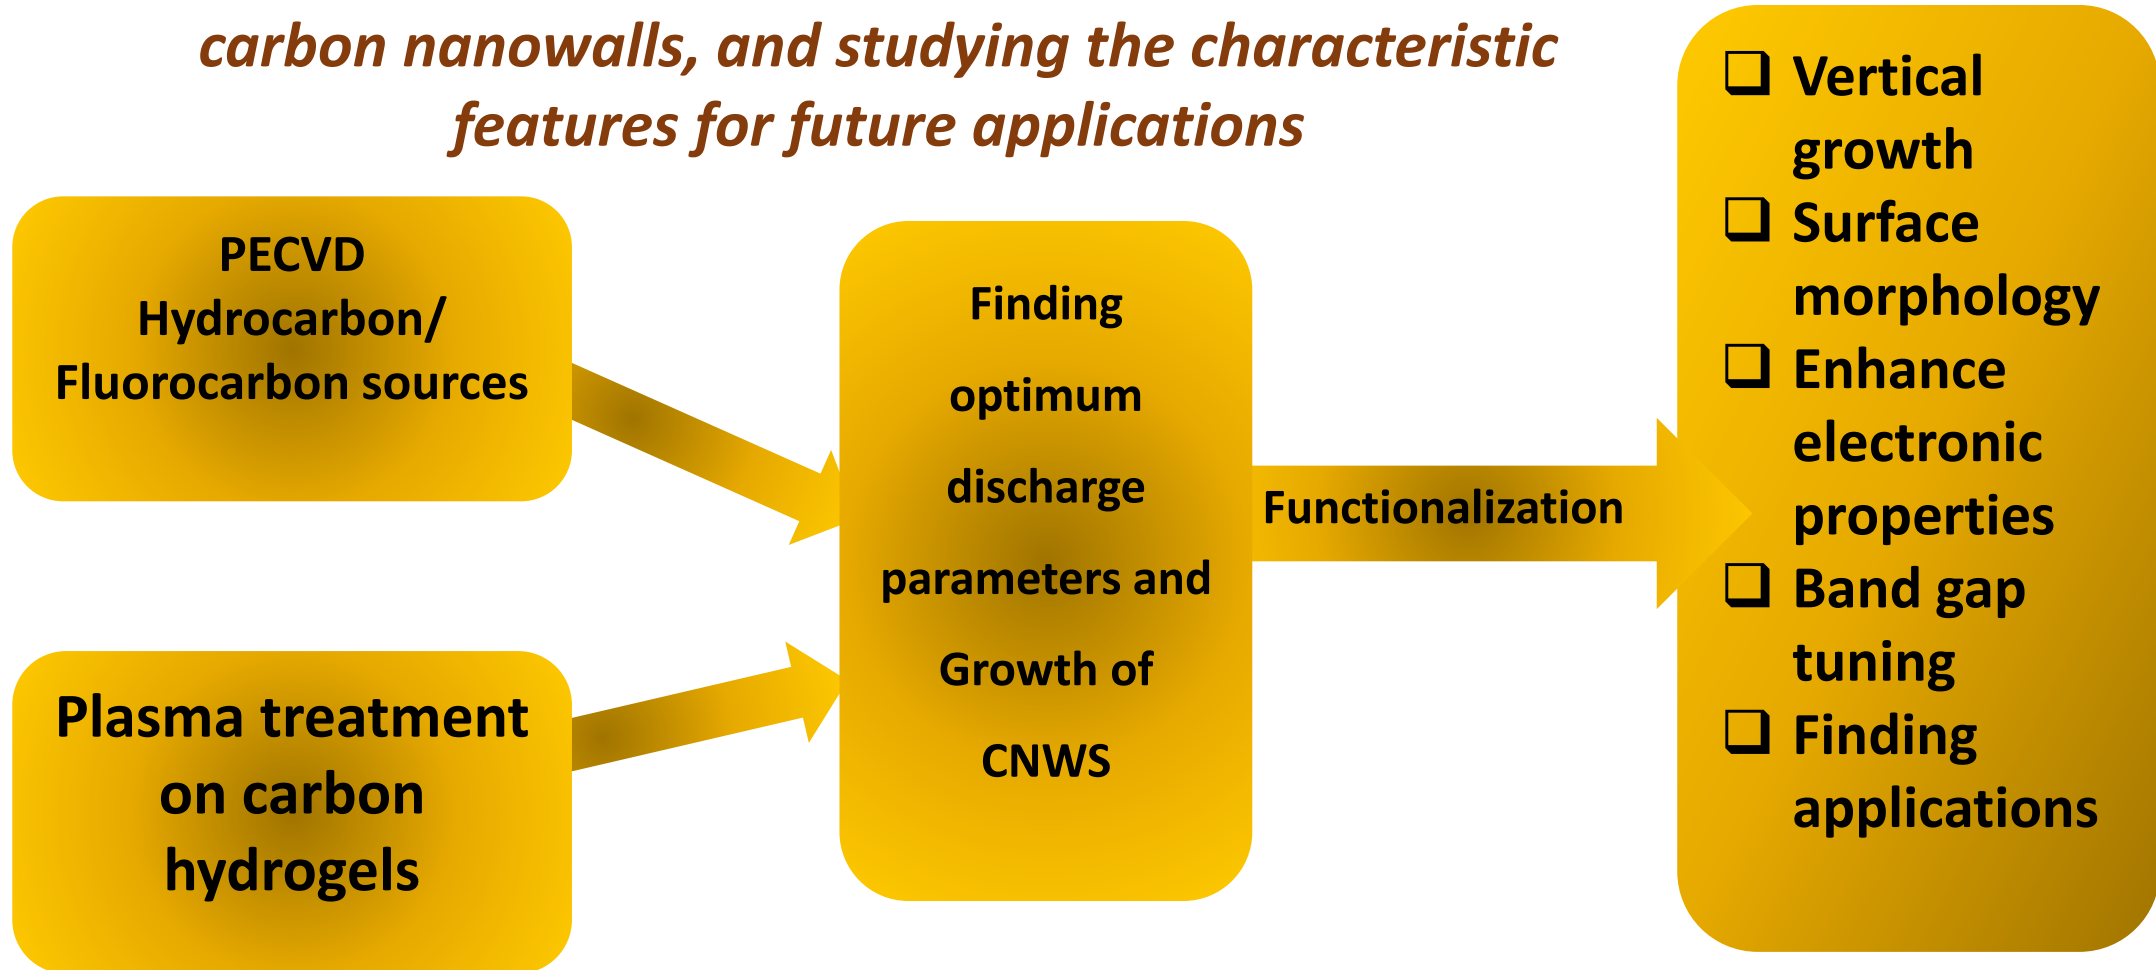 carbon nanowalls, and studying the characteristic
features for future applications
PECVD
Hydrocarbon/
Fluorocarbon sources
Plasma treatment
on carbon
hydrogels
Finding
optimum
discharge
parameters and
Growth of
CNWS
Functionalization
❑ Vertical
growth
❑ Surface
morphology
❑ Enhance
electronic
properties
❑ Band gap
tuning
❑ Finding
applications